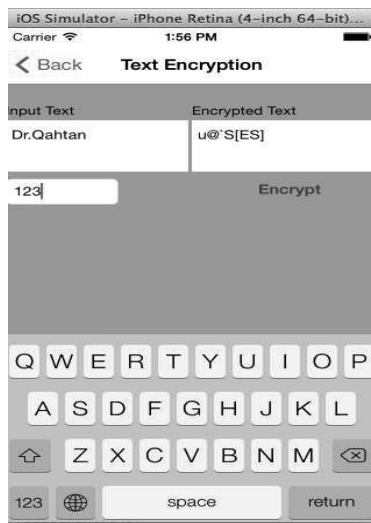 iOS Simulator – iPhone Retina (4-inch 64-bit)...
Carrier 1:56 PM
Back Text Encryption
Input Text Encrypted Text
Dr.Qahtan u@`S[ES]
123 Encrypt
Q W E R T Y U I O P
A S D F G H J K L
Z X C V B N M
123 space return